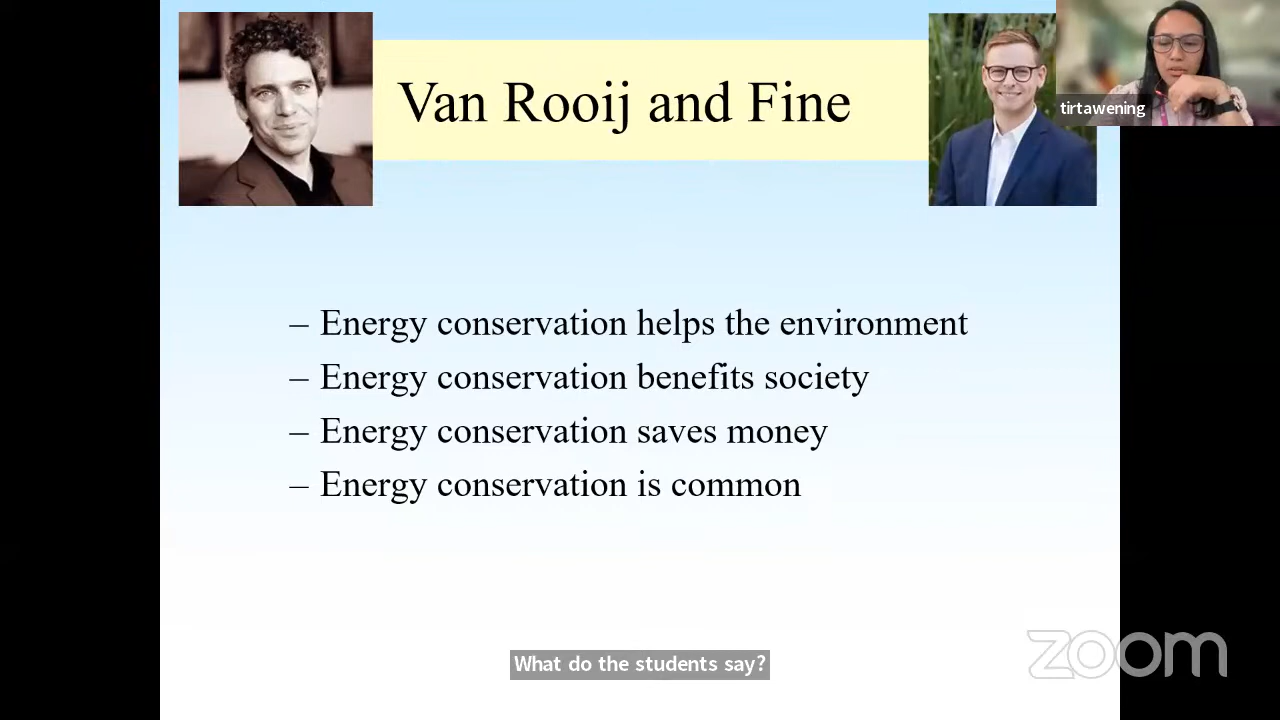 Van Rooij and Fine
tirtawening
– Energy conservation helps the environment
– Energy conservation benefits society
– Energy conservation saves money
– Energy conservation is common
What do the students say?
zoom